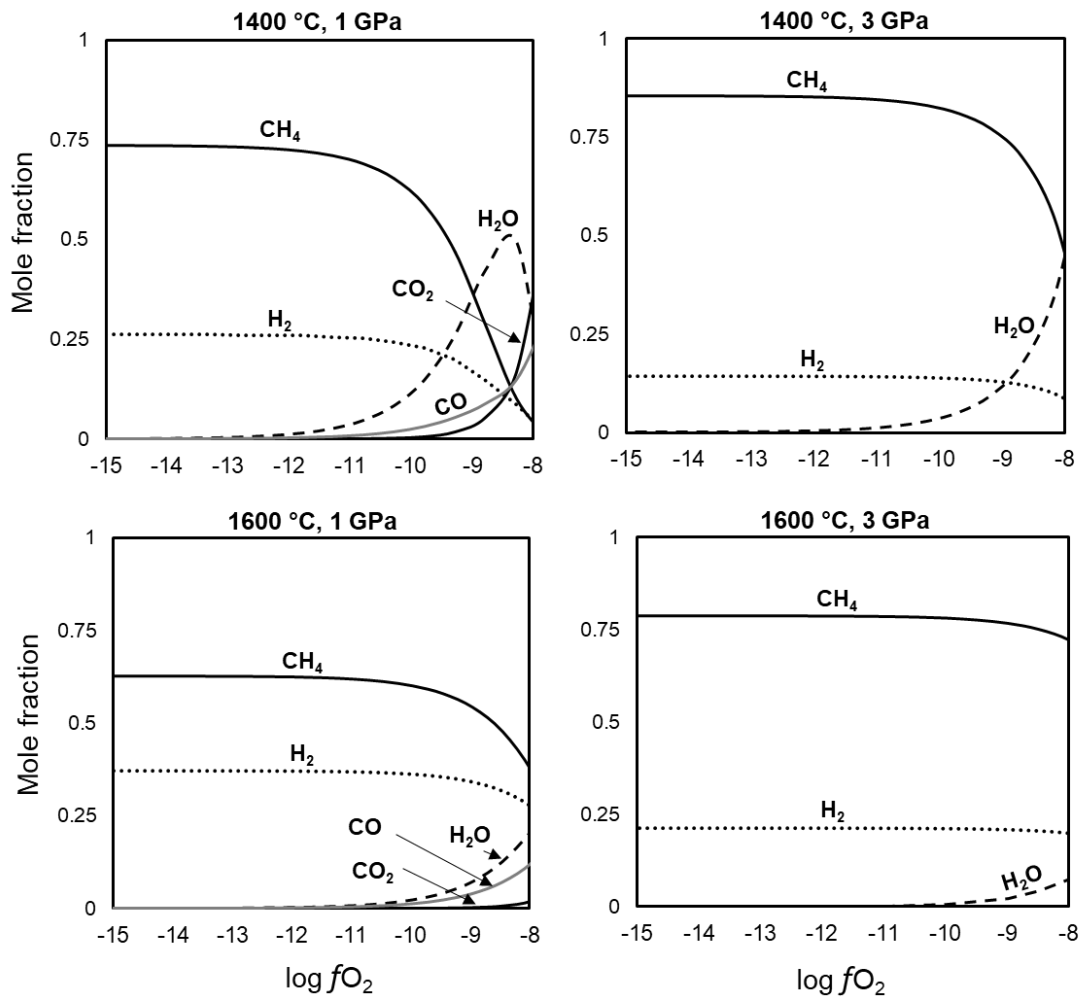 1400 °C, 1 GPa
1
0.75
0.5
0.25
0
Mole fraction
CH₄
H₂O
CO₂
H₂
CO
-15 -14 -13 -12 -11 -10 -9 -8
1400 °C, 3 GPa
1
0.75
0.5
0.25
0
CH₄
H₂O
H₂
-15 -14 -13 -12 -11 -10 -9 -8
1600 °C, 1 GPa
1
0.75
0.5
0.25
0
Mole fraction
CH₄
H₂
CO
H₂O
CO₂
-15 -14 -13 -12 -11 -10 -9 -8
log fO₂
1600 °C, 3 GPa
1
0.75
0.5
0.25
0
CH₄
H₂
H₂O
-15 -14 -13 -12 -11 -10 -9 -8
log fO₂